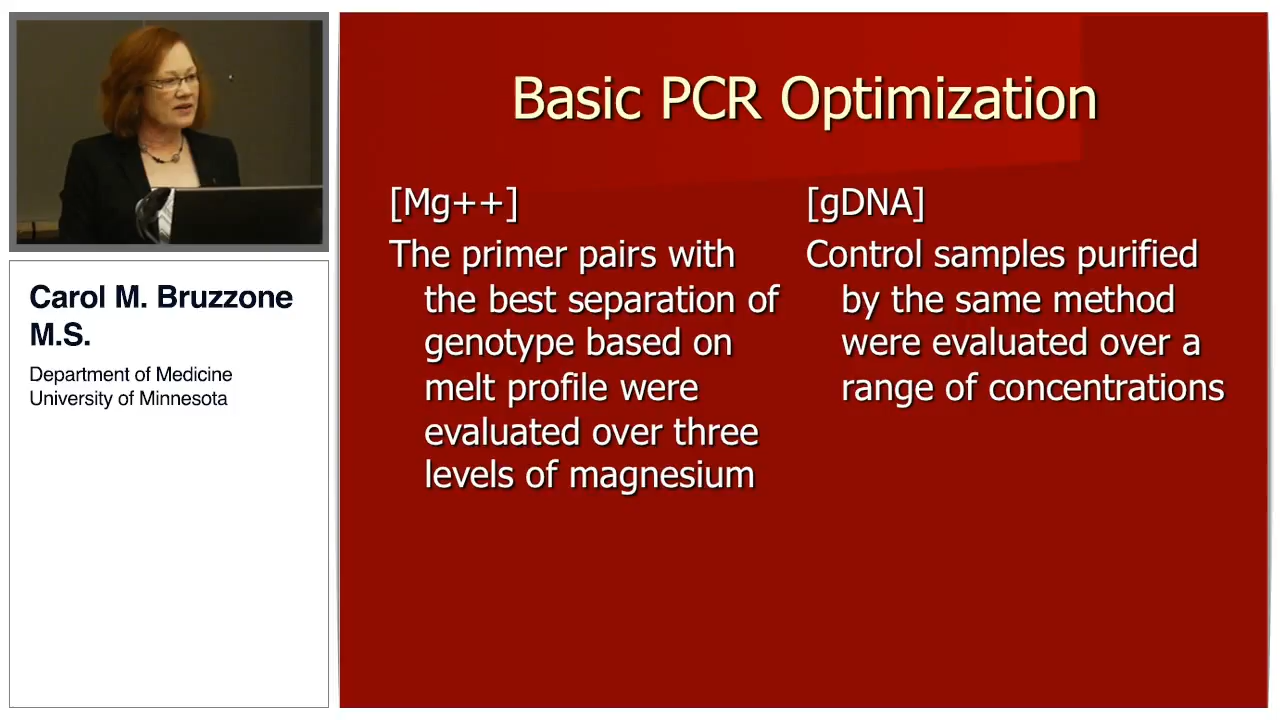 Carol M. Bruzzone
M.S.
Department of Medicine
University of Minnesota
Basic PCR Optimization
[Mg++]
The primer pairs with
the best separation of
genotype based on
melt profile were
evaluated over three
levels of magnesium
[gDNA]
Control samples purified
by the same method
were evaluated over a
range of concentrations